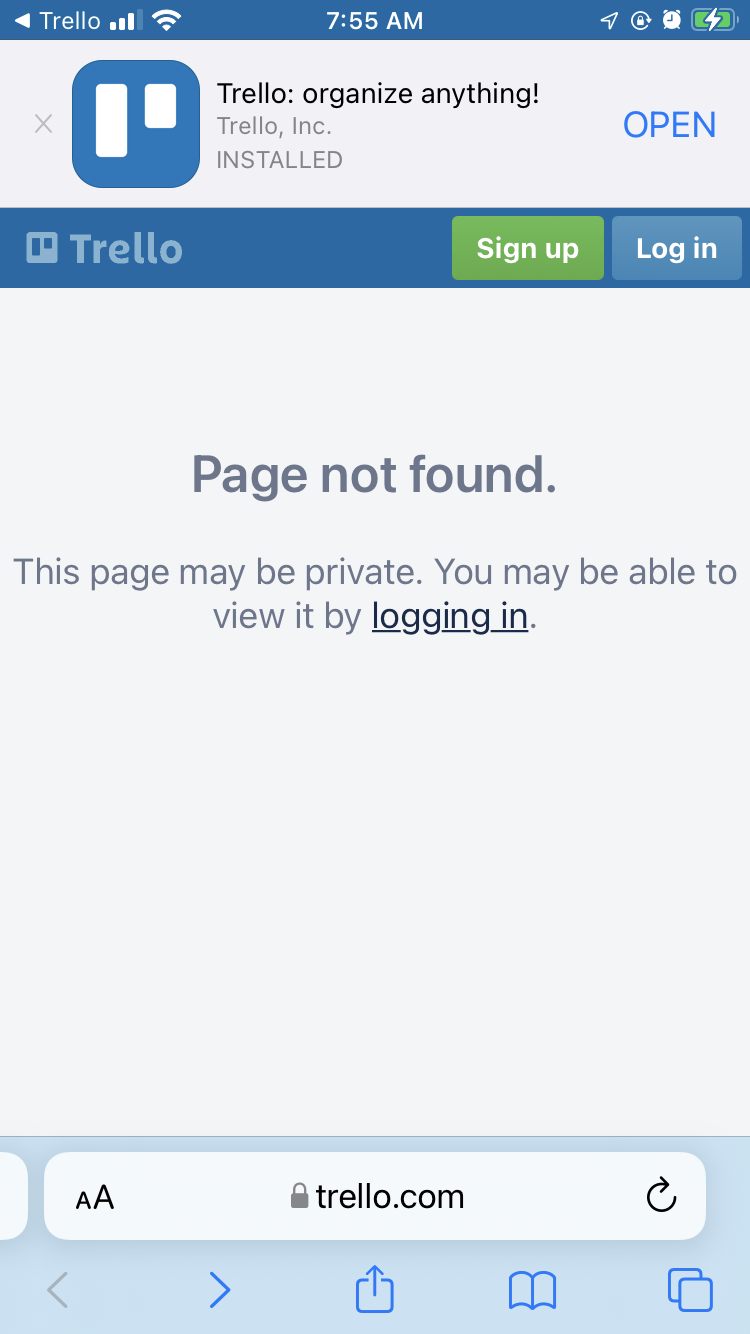 Trello 7:55 AM
Trello: organize anything!
Trello, Inc.
INSTALLED
OPEN
Trello Sign up Log in
Page not found.
This page may be private. You may be able to
view it by logging in.
AA trello.com